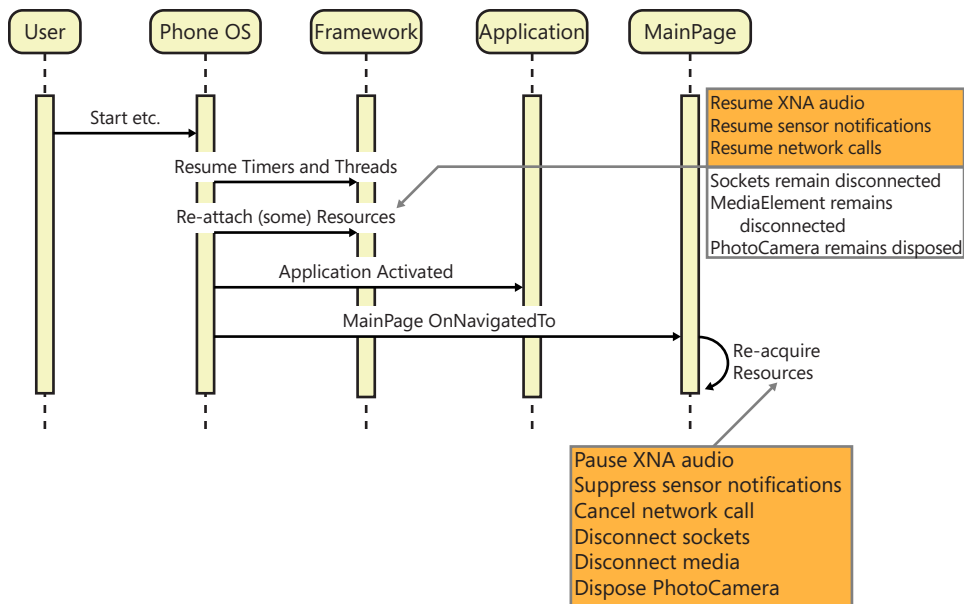 User
Phone OS
Framework
Application
MainPage
Start etc.
Resume XNA audio
Resume sensor notifications
Resume network calls
Resume Timers and Threads
Sockets remain disconnected
MediaElement remains
disconnected
PhotoCamera remains disposed
Re-attach (some) Resources
Application Activated
MainPage OnNavigatedTo
Re-acquire
Resources
Pause XNA audio
Suppress sensor notifications
Cancel network call
Disconnect sockets
Disconnect media
Dispose PhotoCamera